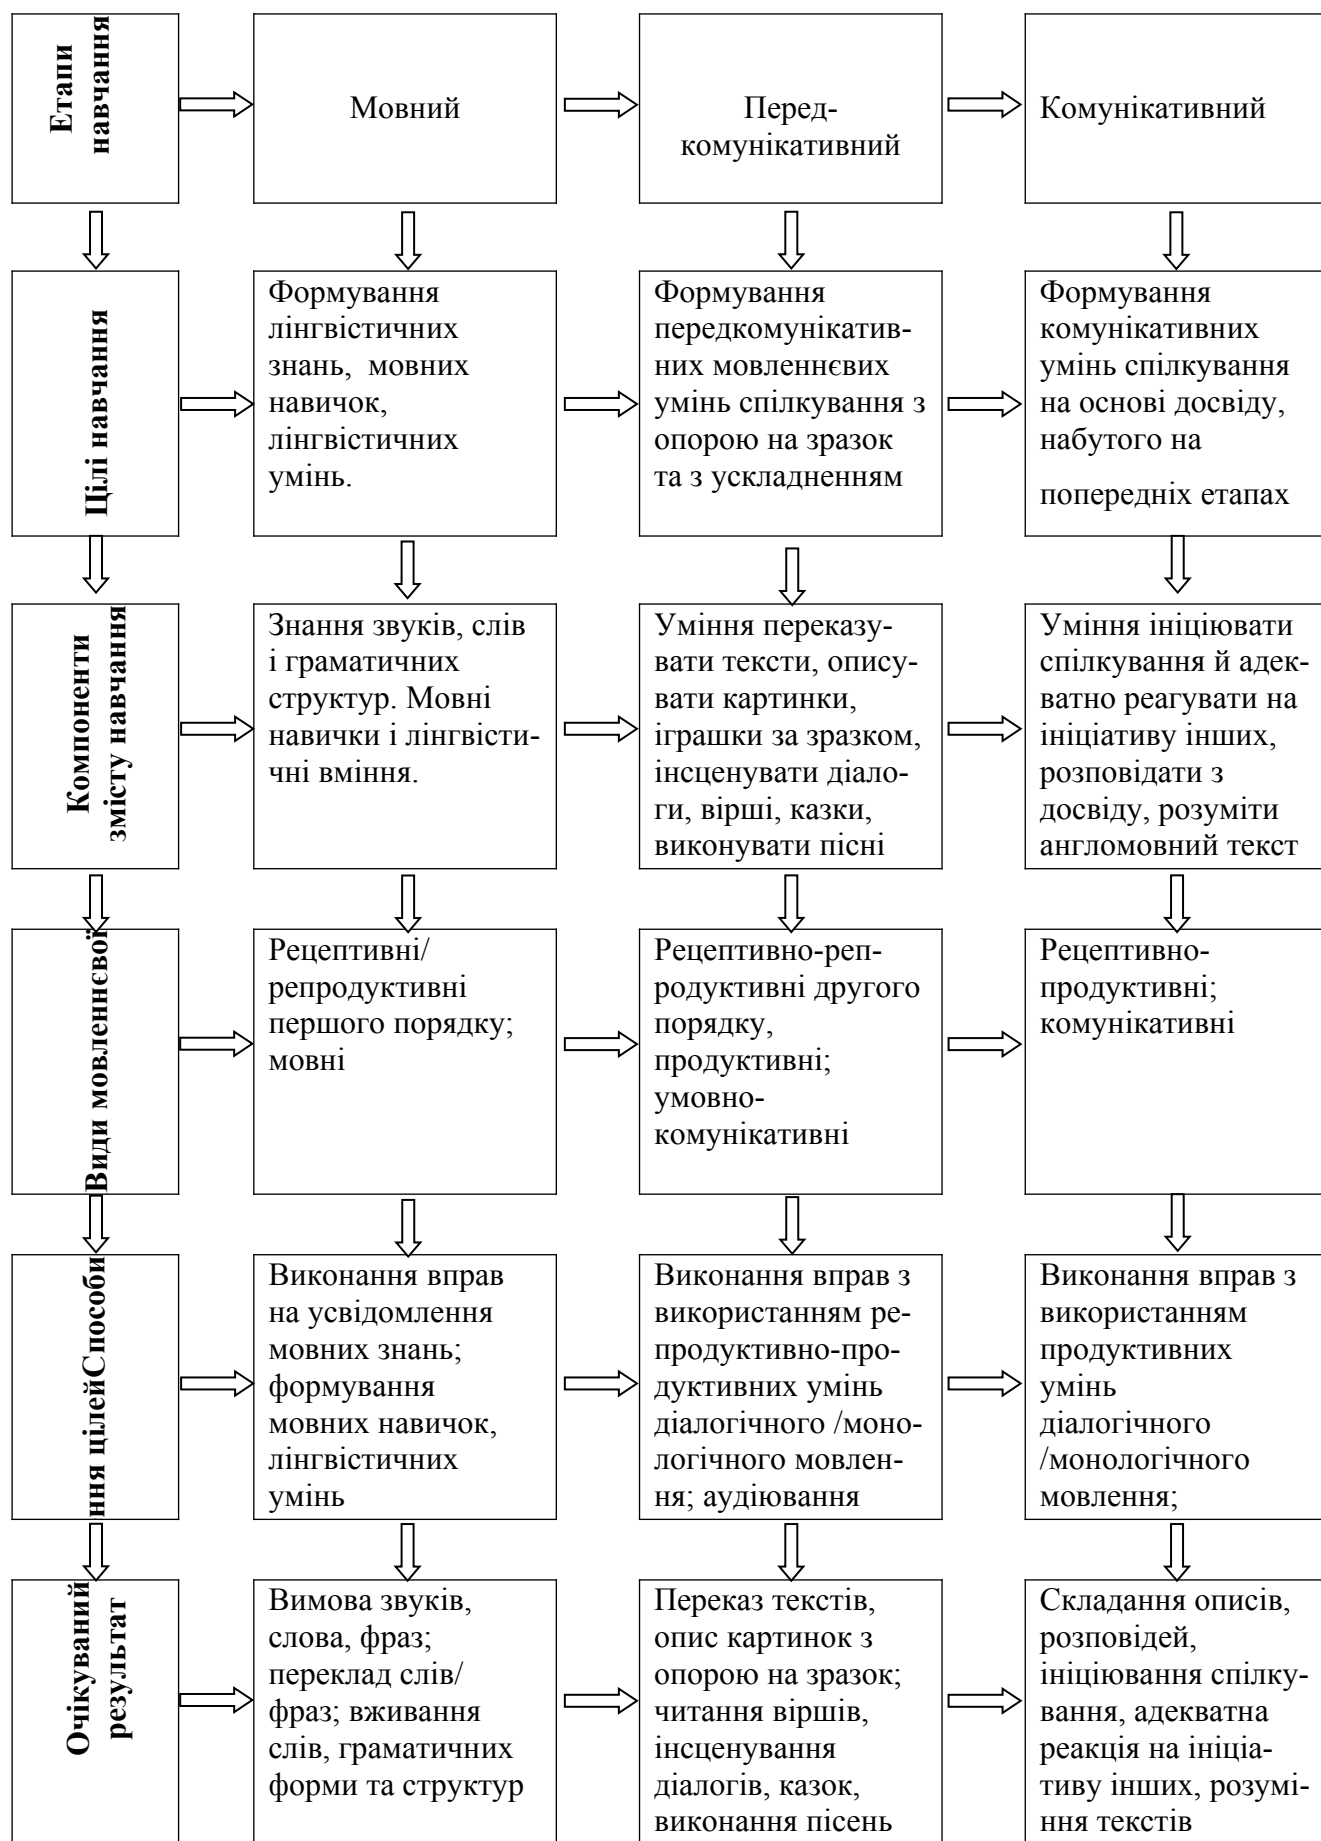 Етапи
навчання
Мовний
Перед-
комунікативний
Комунікативний
Цілі навчання
Формування
лінгвістичних
знань, мовних
навичок,
лінгвістичних
умінь.
Формування
передкомунікатив-
них мовленнєвих
умінь спілкування з
опорою на зразок
та з ускладненням
Формування
комунікативних
умінь спілкування
на основі досвіду,
набутого на
попередніх етапах
Компоненти
змісту навчання
Знання звуків, слів
і граматичних
структур. Мовні
навички і лінгвісти-
чні вміння.
Уміння переказу-
вати тексти, опису-
вати картинки,
іграшки за зразком,
інсценувати діало-
ги, вірші, казки,
виконувати пісні
Уміння ініціювати
спілкування й адек-
ватно реагувати на
ініціативу інших,
розповідати з
досвіду, розуміти
англомовний текст
Види мовленнєвої
Рецептивні/
репродуктивні
першого порядку;
мовні
Рецептивно-реп-
родуктивні другого
порядку,
продуктивні;
умовно-
комунікативні
Рецептивно-
продуктивні;
комунікативні
ння цілейСпособи
Виконання вправ
на усвідомлення
мовних знань;
формування
мовних навичок,
лінгвістичних
умінь
Виконання вправ з
використанням ре-
продуктивно-про-
дуктивних умінь
діалогічного /моно-
логічного мовлен-
ня; аудіювання
Виконання вправ з
використанням
продуктивних
умінь
діалогічного
/монологічного
мовлення;
Очікуваний
результат
Вимова звуків,
слова, фраз;
переклад слів/
фраз; вживання
слів, граматичних
форми та структур
Переказ текстів,
опис картинок з
опорою на зразок;
читання віршів,
інсценування
діалогів, казок,
виконання пісень
Складання описів,
розповідей,
ініціювання спілку-
вання, адекватна
реакція на ініціа-
тиву інших, розумі-
ння текстів